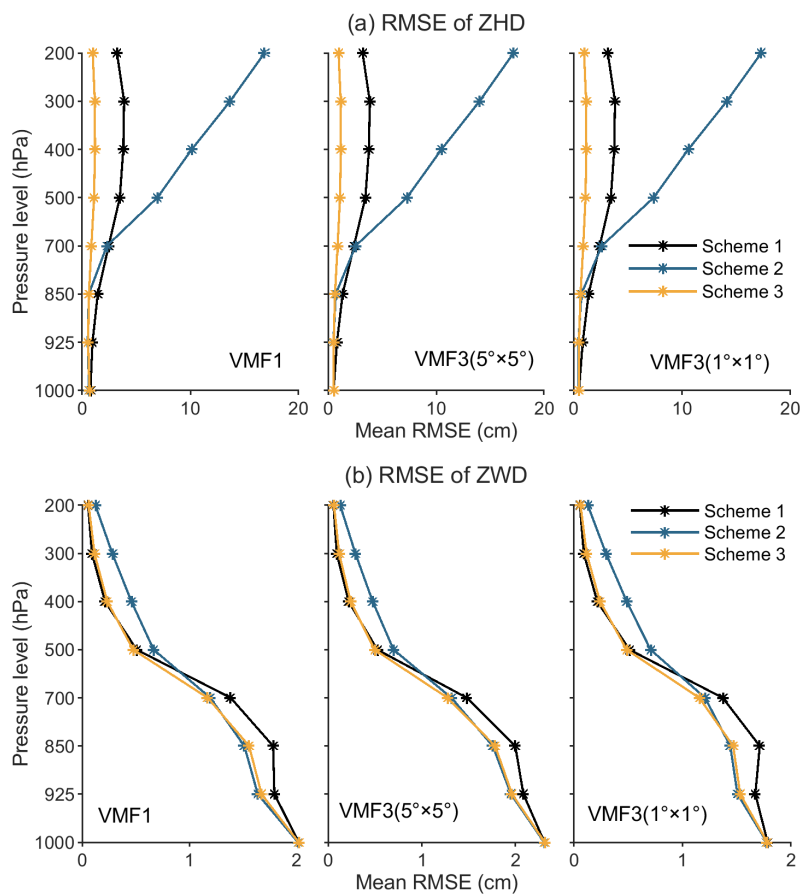 (a) RMSE of ZHD
Pressure level (hPa)
200
300
400
500
700
850
925
1000
VMF1
VMF3(5°×5°)
VMF3(1°×1°)
Scheme 1
Scheme 2
Scheme 3
0 10 20 0 10 20 0 10 20
Mean RMSE (cm)
(b) RMSE of ZWD
Pressure level (hPa)
200
300
400
500
700
850
925
1000
Scheme 1
Scheme 2
Scheme 3
VMF1
VMF3(5°×5°)
VMF3(1°×1°)
0 1 2 0 1 2 0 1 2
Mean RMSE (cm)